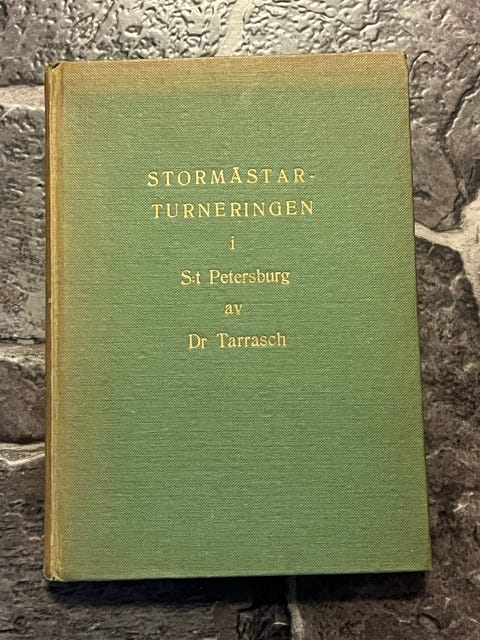 STORMÄSTAR-
TURNERINGEN
i
S:t Petersburg
av
Dr Tarrasch